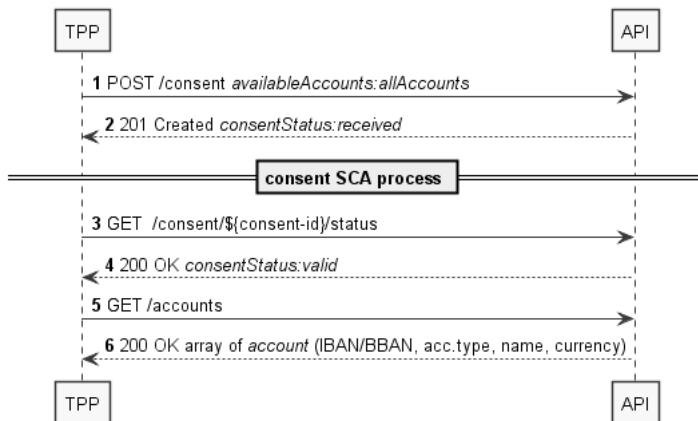 TPP API
1 POST /consent availableAccounts:allAccounts
2 201 Created consentStatus:received
consent SCA process
3 GET  /consent/${consent-id}/status
4 200 OK consentStatus:valid
5 GET /accounts
6 200 OK array of account (IBAN/BBAN, acc.type, name, currency)
TPP API